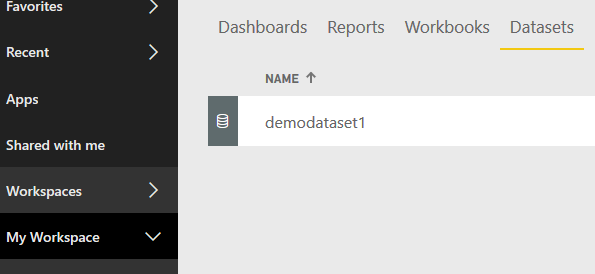 Favorites
Recent
Apps
Shared with me
Workspaces
My Workspace
Dashboards Reports Workbooks Datasets
NAME
demodataset1